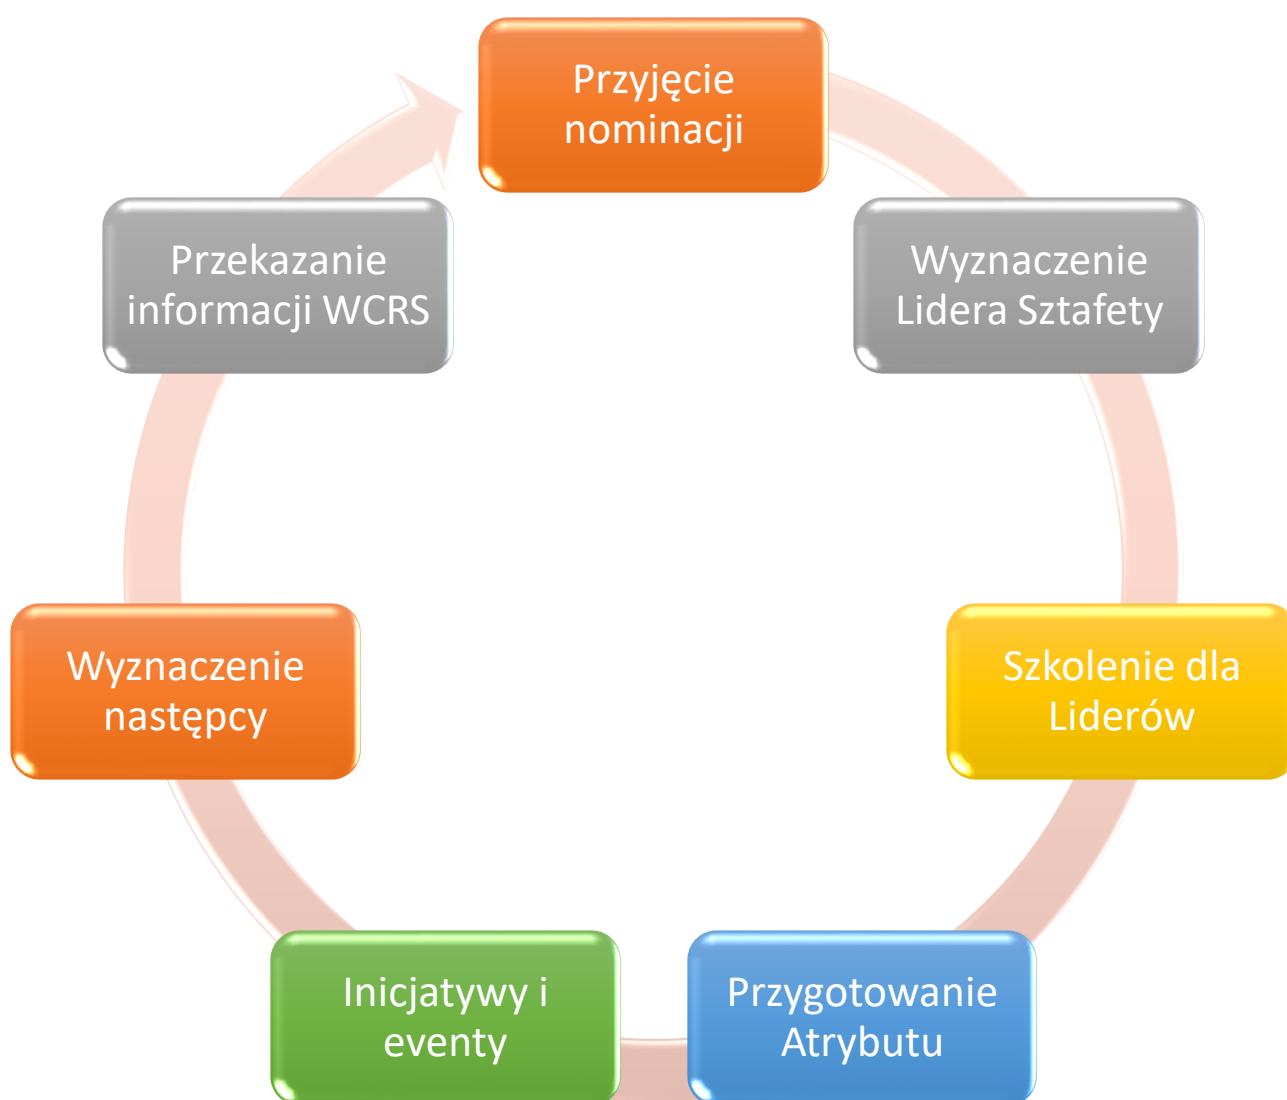 Przyjęcie
nominacji
Wyznaczenie
Lidera Sztafety
Szkolenie dla
Liderów
Przygotowanie
Atrybutu
Inicjatywy i
eventy
Wyznaczenie
następcy
Przekazanie
informacji WCRS